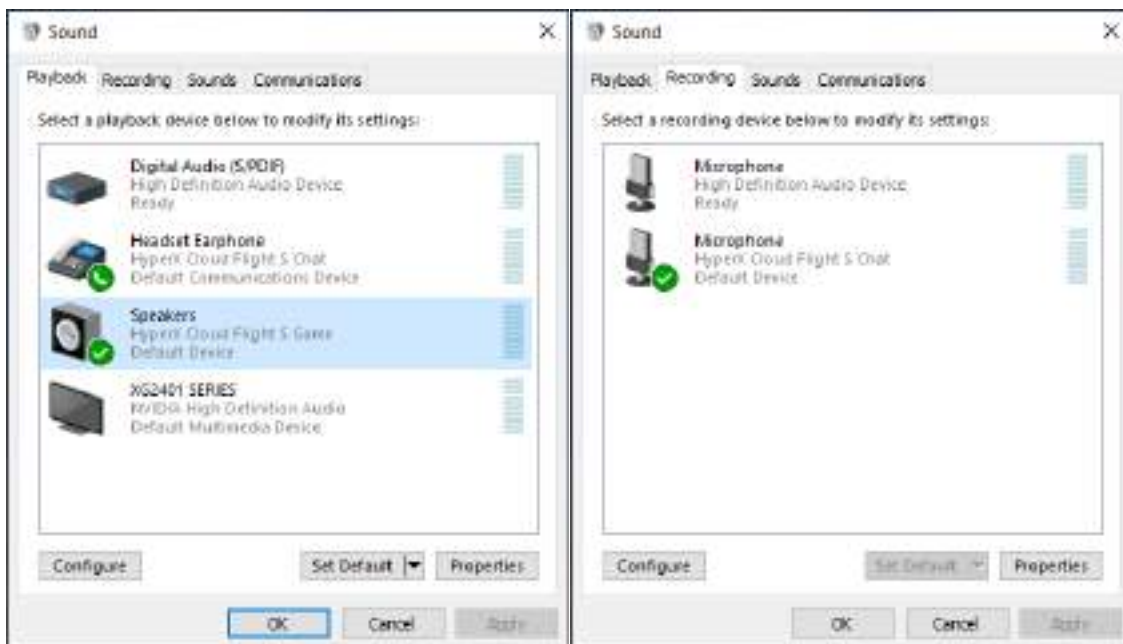 Sound
Playback Recording Sounds Communications
Select a playback device below to modify its settings:
Digital Audio (S/PDIF)
High Definition Audio Device
Ready
Headset Earphone
HyperX Cloud Flight S Chat
Default Communications Device
Speakers
HyperX Cloud Flight S Game
Default Device
XG2401 SERIES
NVIDIA High Definition Audio
Default Multimedia Device
Configure Set Default Properties
OK Cancel Apply
Sound
Playback Recording Sounds Communications
Select a recording device below to modify its settings:
Microphone
High Definition Audio Device
Ready
Microphone
HyperX Cloud Flight S Chat
Default Device
Configure Set Default Properties
OK Cancel Apply